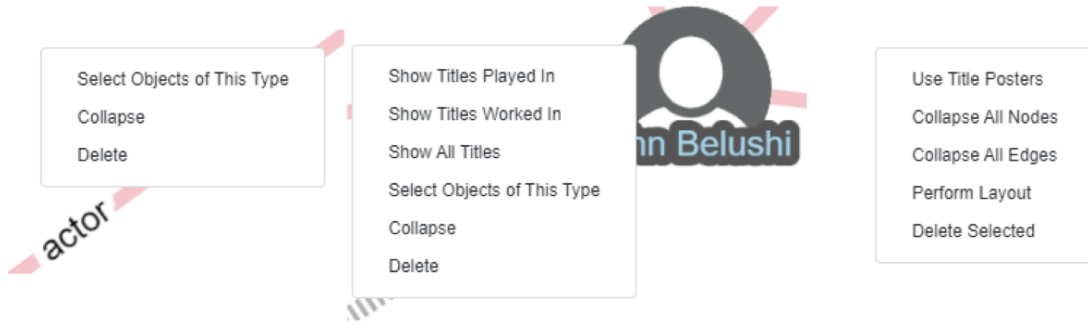 Select Objects of This Type
Collapse
Delete
actor
Show Titles Played In
Show Titles Worked In
Show All Titles
Select Objects of This Type
Collapse
Delete
Belushi
Use Title Posters
Collapse All Nodes
Collapse All Edges
Perform Layout
Delete Selected